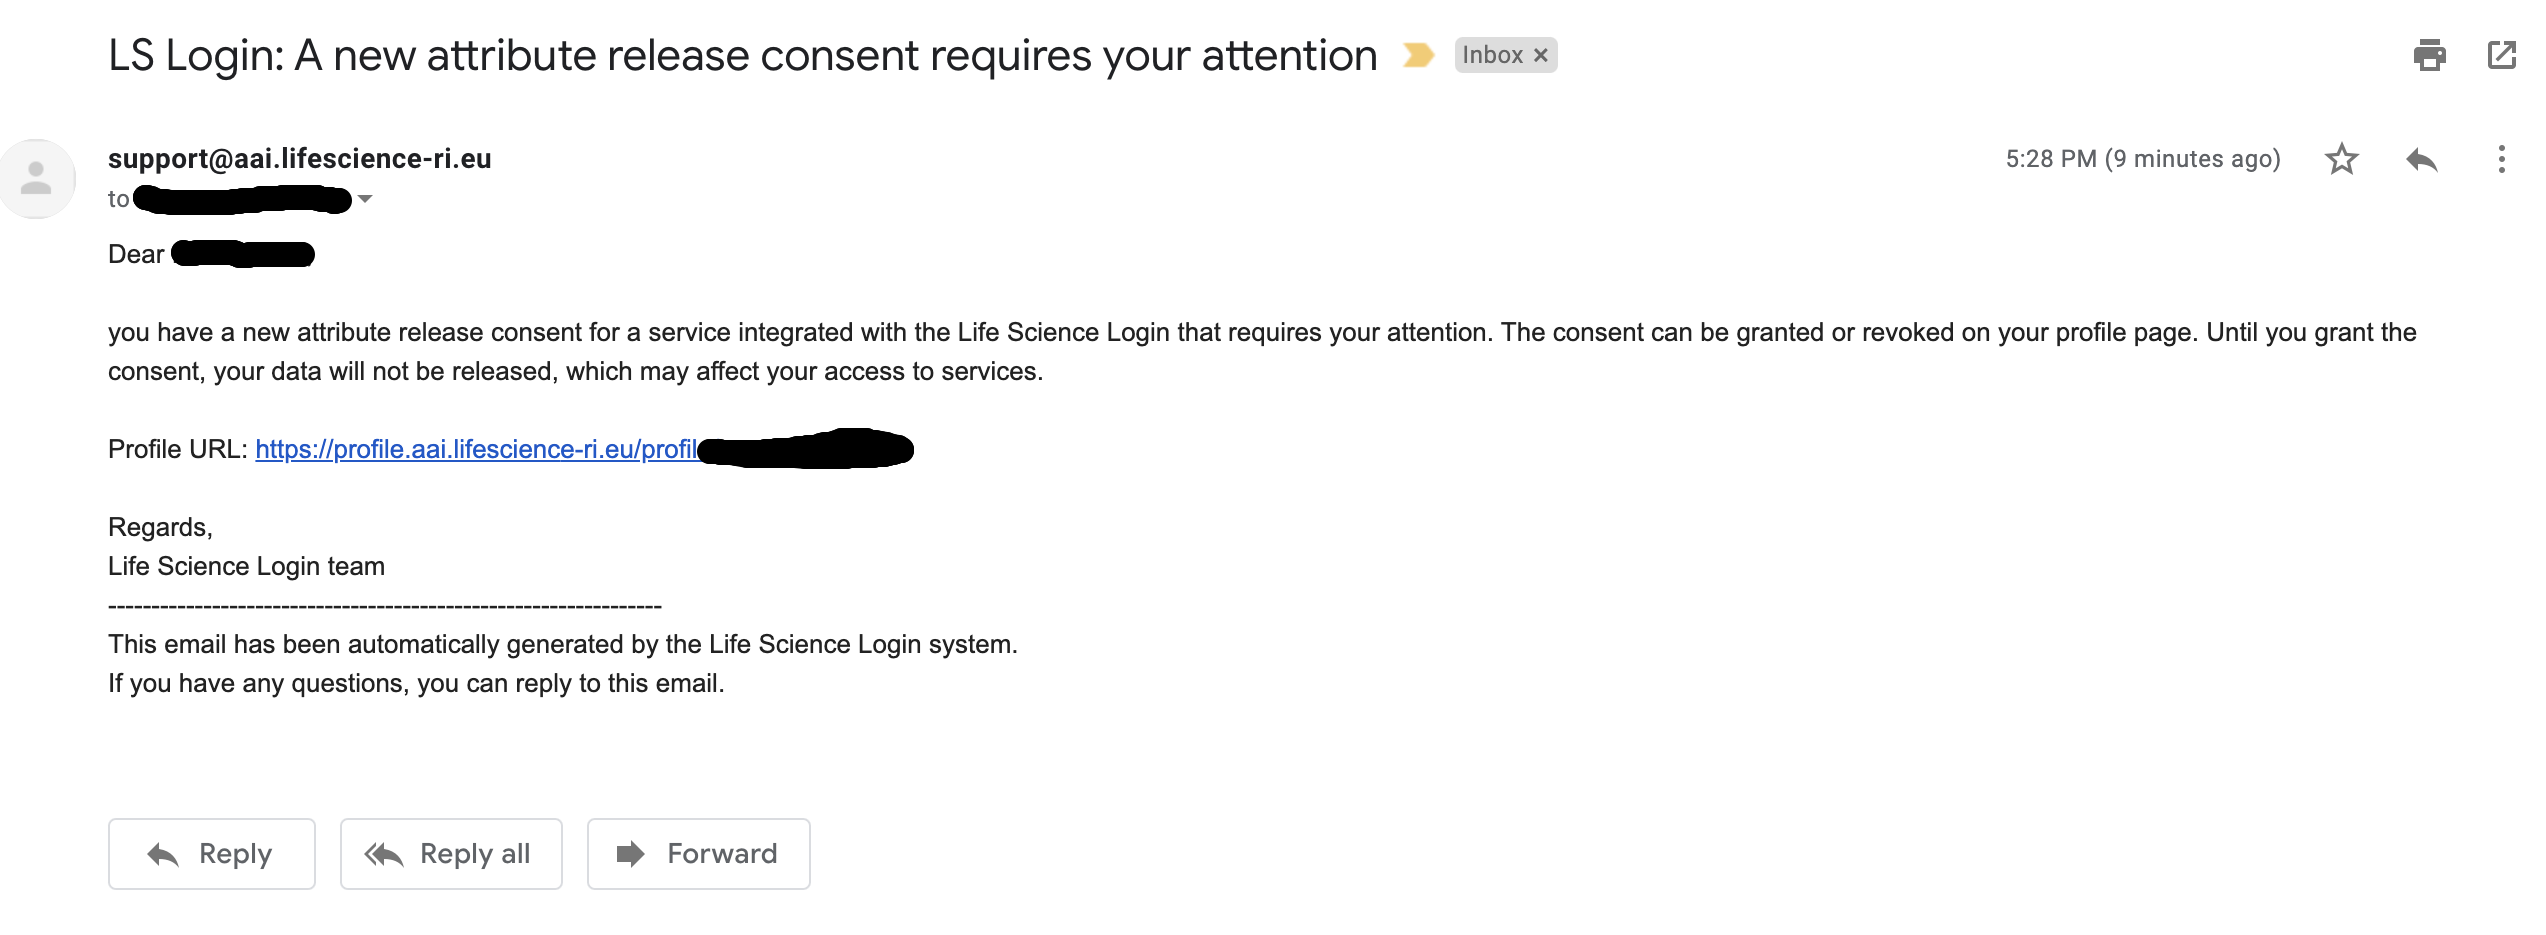 LS Login: A new attribute release consent requires your attention Inbox ×
support@aai.lifescience-ri.eu 5:28 PM (9 minutes ago)
to
Dear
you have a new attribute release consent for a service integrated with the Life Science Login that requires your attention. The consent can be granted or revoked on your profile page. Until you grant the
consent, your data will not be released, which may affect your access to services.
Profile URL: https://profile.aai.lifescience-ri.eu/profil
Regards,
Life Science Login team
----------------------------------------------------------------
This email has been automatically generated by the Life Science Login system.
If you have any questions, you can reply to this email.
Reply Reply all Forward